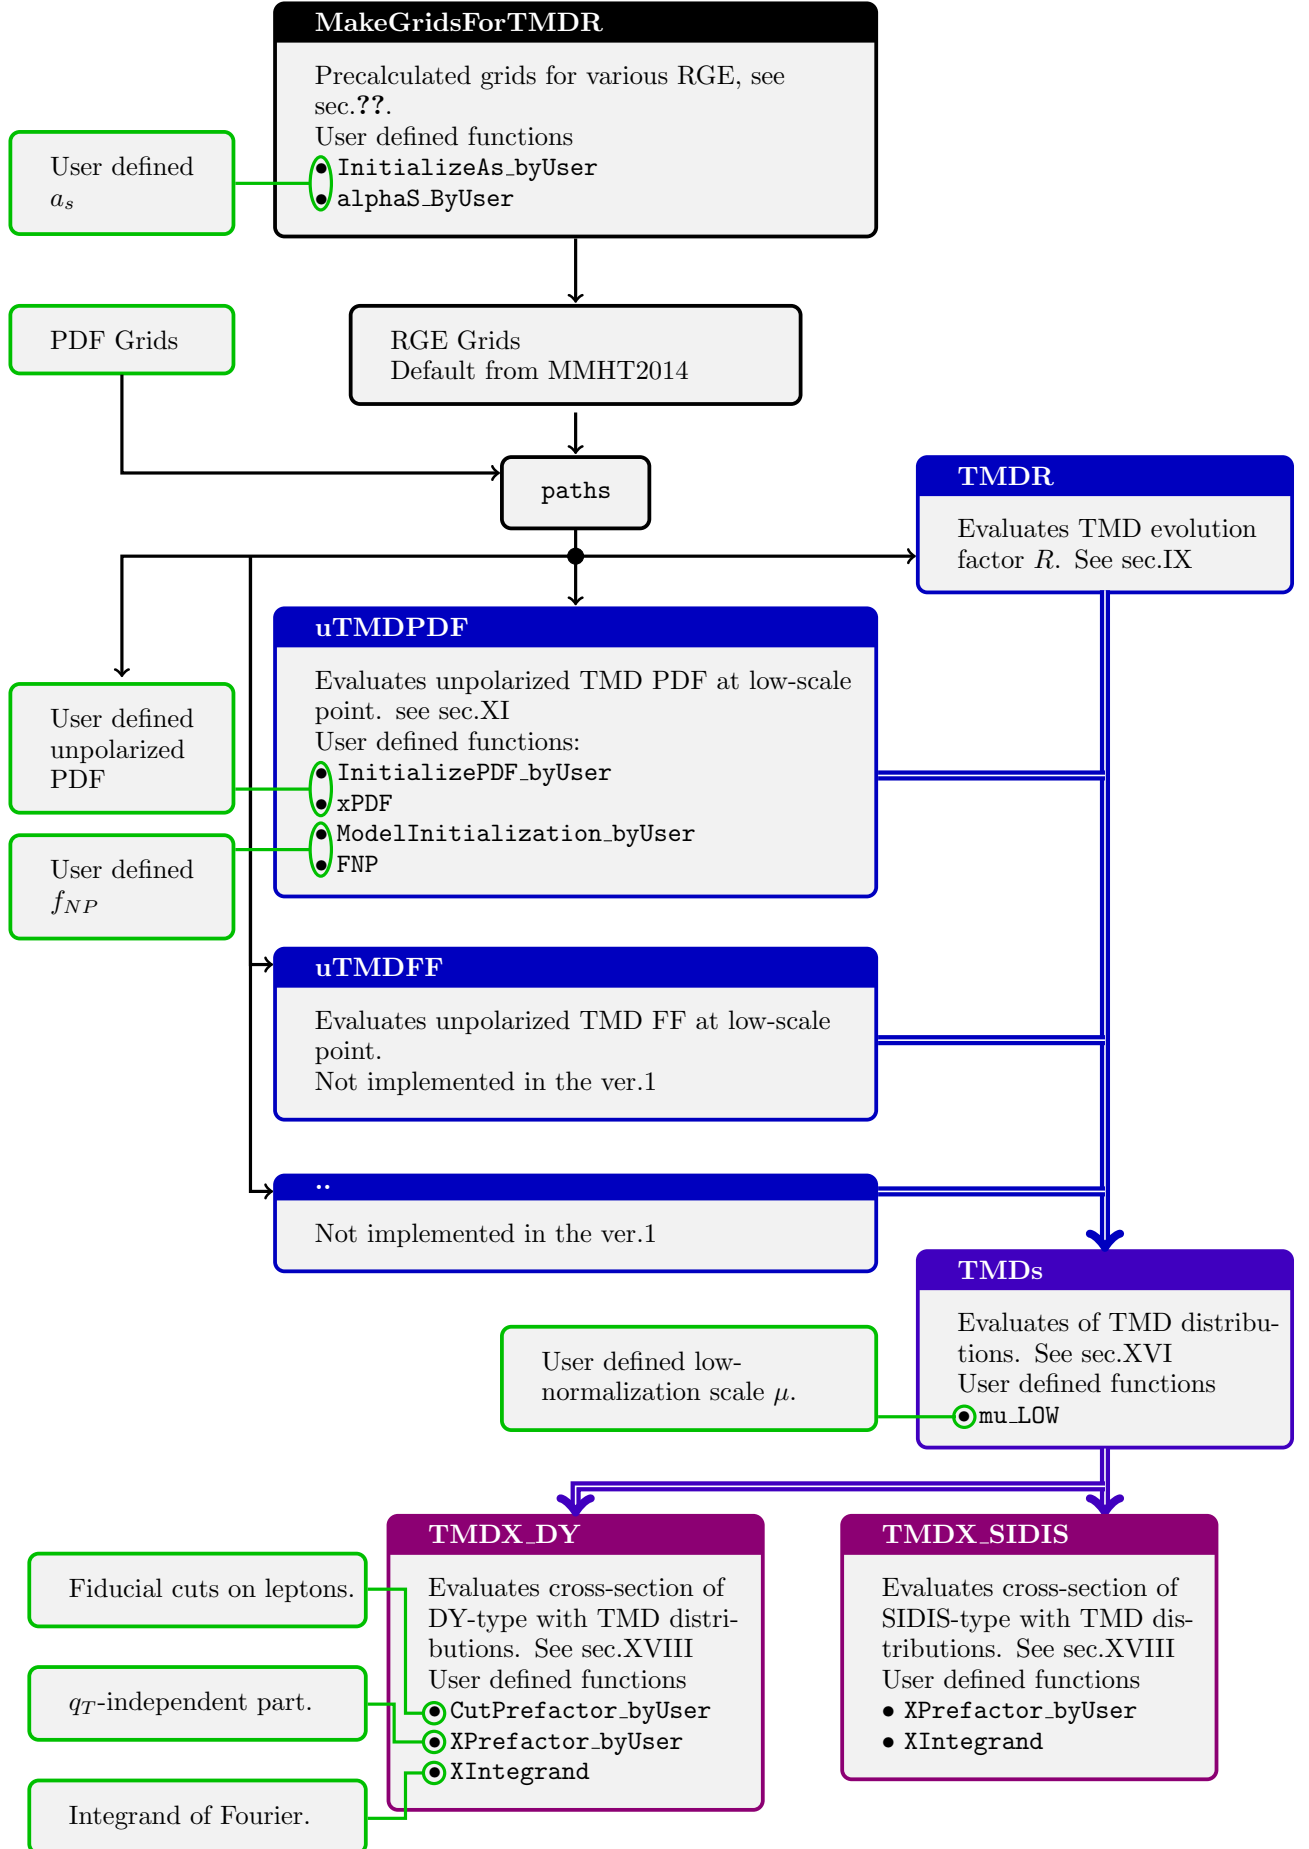 MakeGridsForTMDR
Precalculated grids for various RGE, see
sec.??.
User defined functions
• InitializeAs_byUser
• alphaS_ByUser
User defined
a_s
PDF Grids
RGE Grids
Default from MMHT2014
paths
TMDR
Evaluates TMD evolution
factor R. See sec.IX
uTMDPDF
Evaluates unpolarized TMD PDF at low-scale
point. see sec.XI
User defined functions:
• InitializePDF_byUser
• xPDF
• ModelInitialization_byUser
• FNP
User defined
unpolarized
PDF
User defined
f_{NP}
uTMDFF
Evaluates unpolarized TMD FF at low-scale
point.
Not implemented in the ver.1
..
Not implemented in the ver.1
TMDs
Evaluates of TMD distribu-
tions. See sec.XVI
User defined functions
• mu_LOW
User defined low-
normalization scale μ.
TMDX_DY
Evaluates cross-section of
DY-type with TMD distri-
butions. See sec.XVIII
User defined functions
• CutPrefactor_byUser
• XPrefactor_byUser
• XIntegrand
TMDX_SIDIS
Evaluates cross-section of
SIDIS-type with TMD dis-
tributions. See sec.XVIII
User defined functions
• XPrefactor_byUser
• XIntegrand
Fiducial cuts on leptons.
q_T-independent part.
Integrand of Fourier.